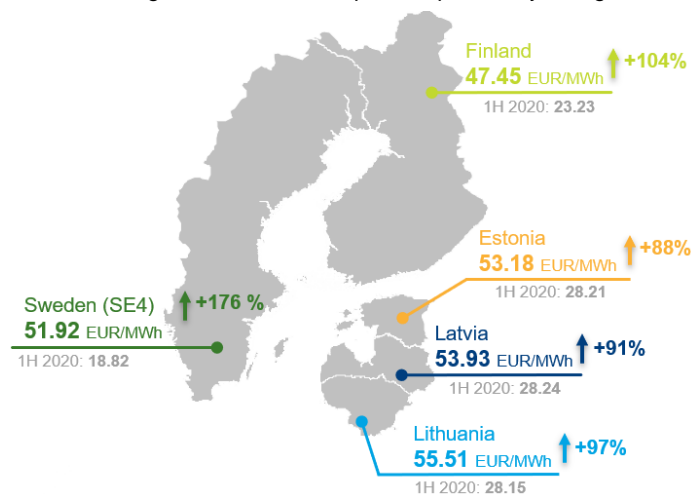 Finland
47.45 EUR/MWh
+104%
1H 2020: 23.23
Estonia
53.18 EUR/MWh
+88%
1H 2020: 28.21
Sweden (SE4)
+176 %
51.92 EUR/MWh
1H 2020: 18.82
Latvia
53.93 EUR/MWh
+91%
1H 2020: 28.24
Lithuania
55.51 EUR/MWh
+97%
1H 2020: 28.15